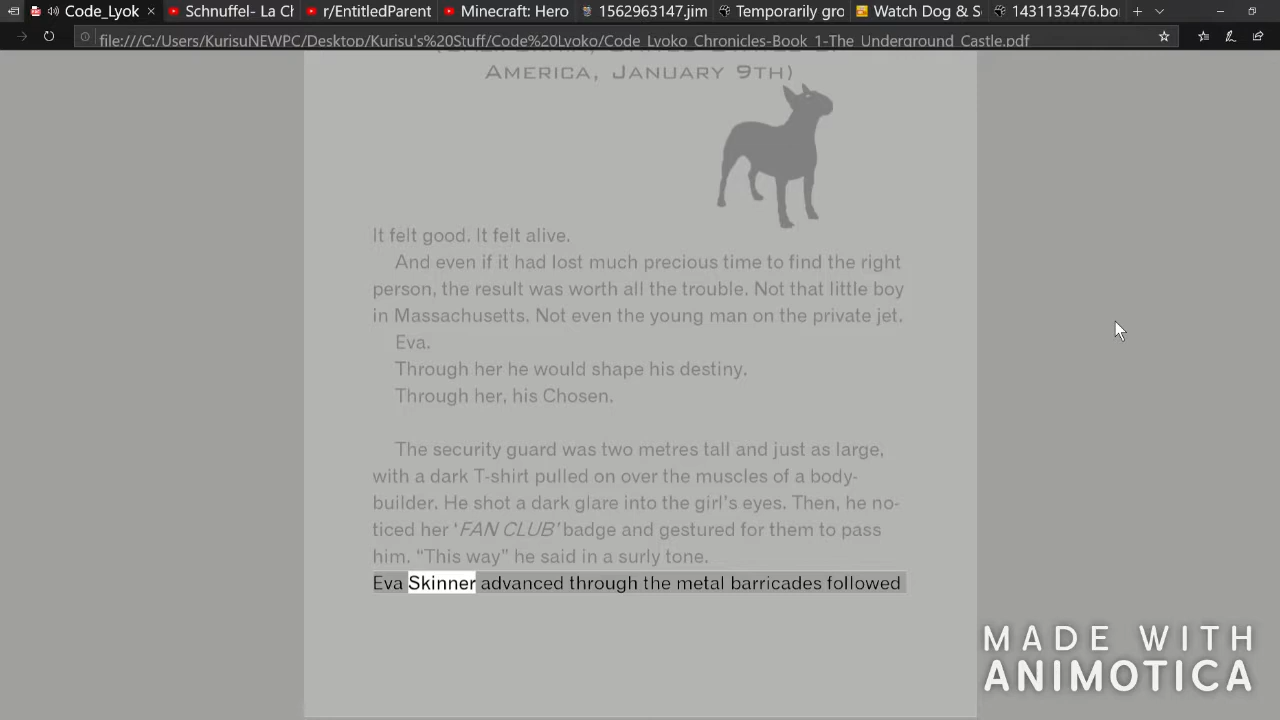 Code_Lyok
Schnuffel- La Ch
r/EntitledParent
Minecraft: Hero
1562963147.jim
Temporarily gro
Watch Dog & S
1431133476.bo
file:///C:/Users/KurisuNEWPC/Desktop/Kurisu's%20Stuff/Code%20Lyoko/Code_Lyoko_Chronicles-Book_1-The_Underground_Castle.pdf
America, January 9th)
It felt good. It felt alive.
And even if it had lost much precious time to find the right
person, the result was worth all the trouble. Not that little boy
in Massachusetts. Not even the young man on the private jet.
Eva.
Through her he would shape his destiny.
Through her, his Chosen.
The security guard was two metres tall and just as large,
with a dark T-shirt pulled on over the muscles of a body-
builder. He shot a dark glare into the girl's eyes. Then, he no-
ticed her 'FAN CLUB' badge and gestured for them to pass
him. "This way" he said in a surly tone.
Eva Skinner advanced through the metal barricades followed
MADE WITH
ANIMOTICA